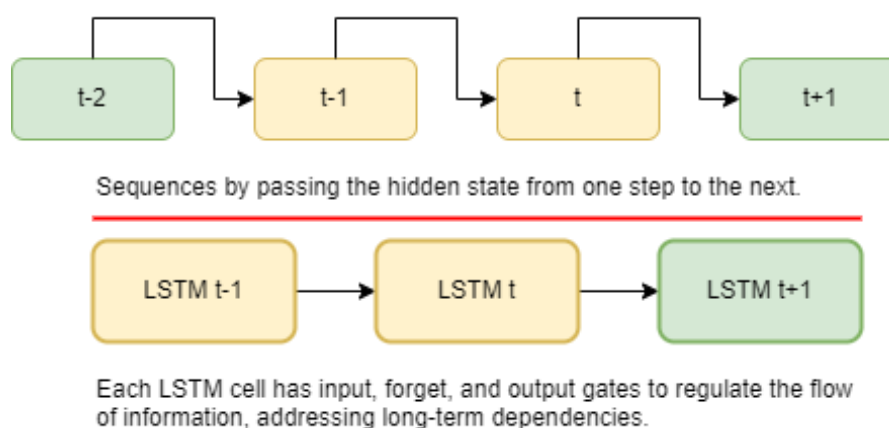 t-2
t-1
t
t+1
Sequences by passing the hidden state from one step to the next.
LSTM t-1
LSTM t
LSTM t+1
Each LSTM cell has input, forget, and output gates to regulate the flow
of information, addressing long-term dependencies.